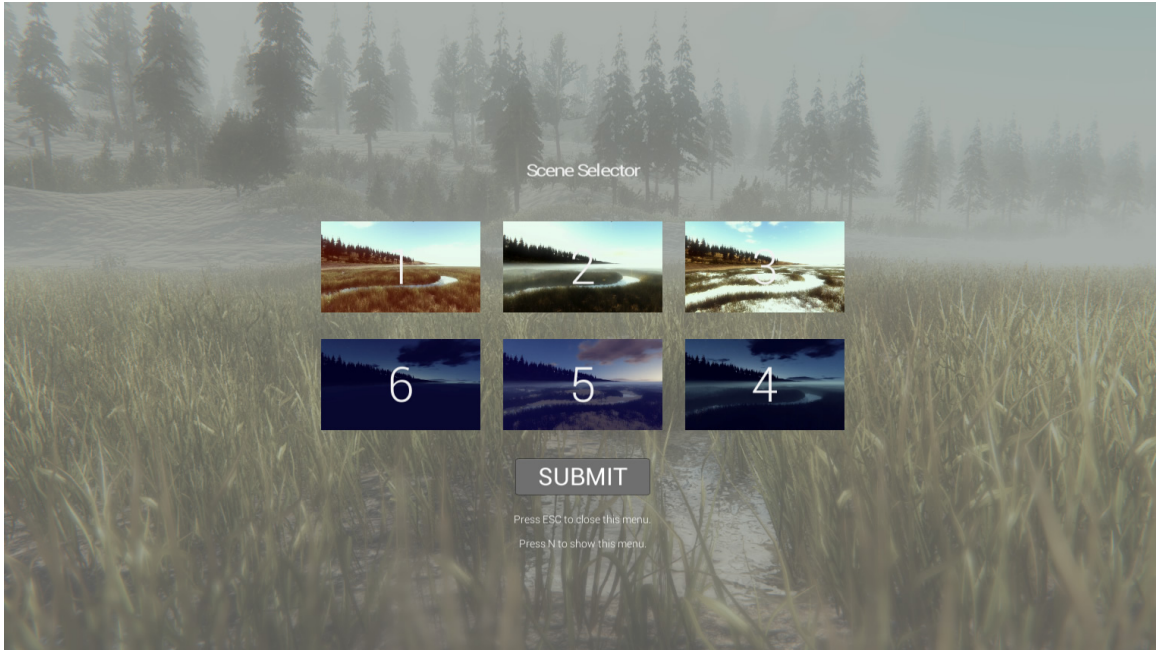 Scene Selector
1 2 3
6 5 4
SUBMIT
Press ESC to close this menu.
Press N to show this menu.